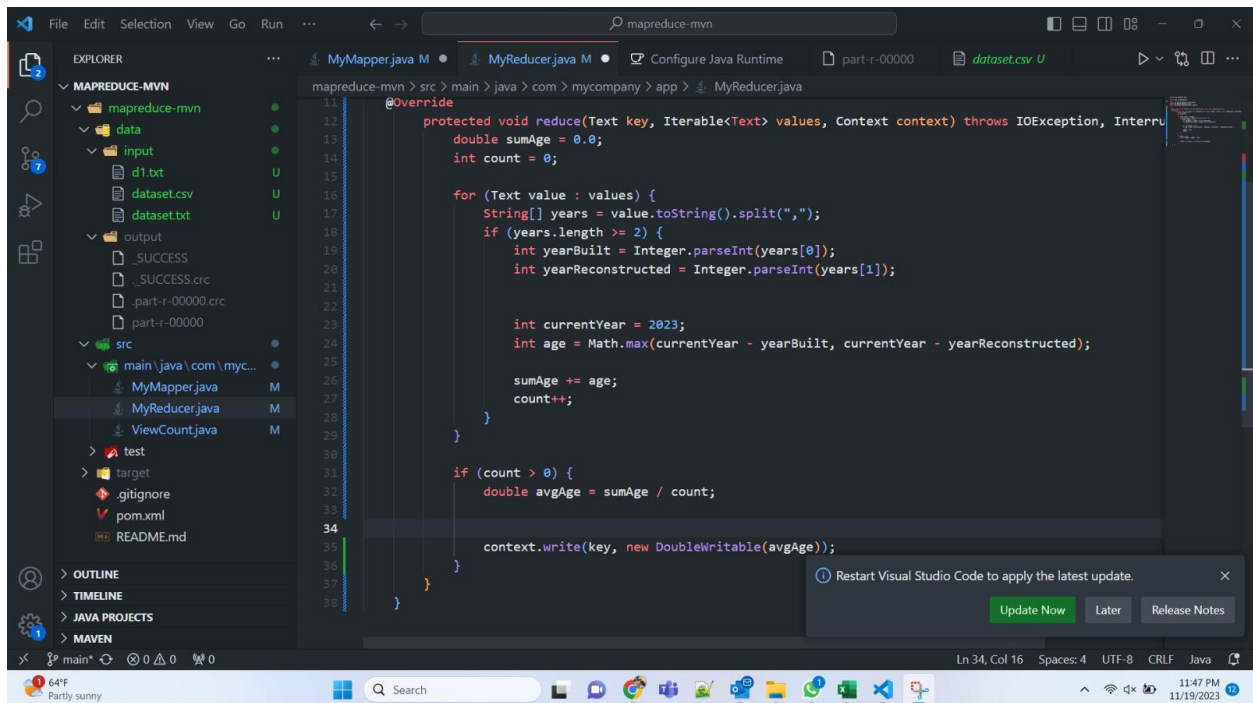 File Edit Selection View Go Run ··· mapreduce-mvn
EXPLORER
MAPREDUCE-MVN
mapreduce-mvn
data
input
d1.txt U
dataset.csv U
dataset.txt U
output
_SUCCESS
._SUCCESS.crc
.part-r-00000.crc
part-r-00000
src
main\java\com\myc...
MyMapper.java M
MyReducer.java M
ViewCount.java M
test
target
.gitignore
pom.xml
README.md
OUTLINE
TIMELINE
JAVA PROJECTS
MAVEN
2
7
1
MyMapper.java M MyReducer.java M Configure Java Runtime part-r-00000 dataset.csv U
mapreduce-mvn > src > main > java > com > mycompany > app > MyReducer.java
11 @Override
12 protected void reduce(Text key, Iterable<Text> values, Context context) throws IOException, Interru
13 double sumAge = 0.0;
14 int count = 0;
15
16 for (Text value : values) {
17 String[] years = value.toString().split(",");
18 if (years.length >= 2) {
19 int yearBuilt = Integer.parseInt(years[0]);
20 int yearReconstructed = Integer.parseInt(years[1]);
21
22
23 int currentYear = 2023;
24 int age = Math.max(currentYear - yearBuilt, currentYear - yearReconstructed);
25
26 sumAge += age;
27 count++;
28 }
29 }
30
31 if (count > 0) {
32 double avgAge = sumAge / count;
33
34
35 context.write(key, new DoubleWritable(avgAge));
36 }
37 }
38 }
Restart Visual Studio Code to apply the latest update.
Update Now Later Release Notes
main* 0 0 0 Ln 34, Col 16 Spaces: 4 UTF-8 CRLF Java
1 64°F
Partly sunny
Search
11:47 PM
11/19/2023
12